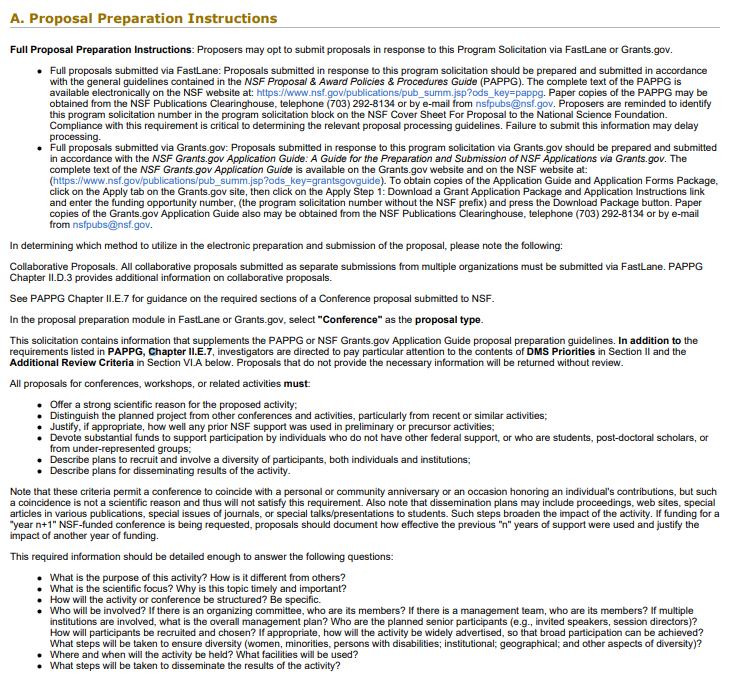 A. Proposal Preparation Instructions
Full Proposal Preparation Instructions: Proposers may opt to submit proposals in response to this Program Solicitation via FastLane or Grants.gov.
• Full proposals submitted via FastLane: Proposals submitted in response to this program solicitation should be prepared and submitted in accordance
with the general guidelines contained in the NSF Proposal & Award Policies & Procedures Guide (PAPPG). The complete text of the PAPPG is
available electronically on the NSF website at: https://www.nsf.gov/publications/pub_summ.jsp?ods_key=pappg. Paper copies of the PAPPG may be
obtained from the NSF Publications Clearinghouse, telephone (703) 292-8134 or by e-mail from nsfpubs@nsf.gov. Proposers are reminded to identify
this program solicitation number in the program solicitation block on the NSF Cover Sheet For Proposal to the National Science Foundation.
Compliance with this requirement is critical to determining the relevant proposal processing guidelines. Failure to submit this information may delay
processing.
• Full proposals submitted via Grants.gov: Proposals submitted in response to this program solicitation via Grants.gov should be prepared and submitted
in accordance with the NSF Grants.gov Application Guide: A Guide for the Preparation and Submission of NSF Applications via Grants.gov. The
complete text of the NSF Grants.gov Application Guide is available on the Grants.gov website and on the NSF website at:
(https://www.nsf.gov/publications/pub_summ.jsp?ods_key=grantsgovguide). To obtain copies of the Application Guide and Application Forms Package,
click on the Apply tab on the Grants.gov site, then click on the Apply Step 1: Download a Grant Application Package and Application Instructions link
and enter the funding opportunity number, (the program solicitation number without the NSF prefix) and press the Download Package button. Paper
copies of the Grants.gov Application Guide also may be obtained from the NSF Publications Clearinghouse, telephone (703) 292-8134 or by e-mail
from nsfpubs@nsf.gov.
In determining which method to utilize in the electronic preparation and submission of the proposal, please note the following:
Collaborative Proposals. All collaborative proposals submitted as separate submissions from multiple organizations must be submitted via FastLane. PAPPG
Chapter II.D.3 provides additional information on collaborative proposals.
See PAPPG Chapter II.E.7 for guidance on the required sections of a Conference proposal submitted to NSF.
In the proposal preparation module in FastLane or Grants.gov, select "Conference" as the proposal type.
This solicitation contains information that supplements the PAPPG or NSF Grants.gov Application Guide proposal preparation guidelines. In addition to the
requirements listed in PAPPG, Chapter II.E.7, investigators are directed to pay particular attention to the contents of DMS Priorities in Section II and the
Additional Review Criteria in Section VI.A below. Proposals that do not provide the necessary information will be returned without review.
All proposals for conferences, workshops, or related activities must:
• Offer a strong scientific reason for the proposed activity;
• Distinguish the planned project from other conferences and activities, particularly from recent or similar activities;
• Justify, if appropriate, how well any prior NSF support was used in preliminary or precursor activities;
• Devote substantial funds to support participation by individuals who do not have other federal support, or who are students, post-doctoral scholars, or
from under-represented groups;
• Describe plans to recruit and involve a diversity of participants, both individuals and institutions;
• Describe plans for disseminating results of the activity.
Note that these criteria permit a conference to coincide with a personal or community anniversary or an occasion honoring an individual's contributions, but such
a coincidence is not a scientific reason and thus will not satisfy this requirement. Also note that dissemination plans may include proceedings, web sites, special
articles in various publications, special issues of journals, or special talks/presentations to students. Such steps broaden the impact of the activity. If funding for a
"year n+1" NSF-funded conference is being requested, proposals should document how effective the previous "n" years of support were used and justify the
impact of another year of funding.
This required information should be detailed enough to answer the following questions:
• What is the purpose of this activity? How is it different from others?
• What is the scientific focus? Why is this topic timely and important?
• How will the activity or conference be structured? Be specific.
• Who will be involved? If there is an organizing committee, who are its members? If there is a management team, who are its members? If multiple
institutions are involved, what is the overall management plan? Who are the planned senior participants (e.g., invited speakers, session directors)?
How will participants be recruited and chosen? If appropriate, how will the activity be widely advertised, so that broad participation can be achieved?
What steps will be taken to ensure diversity (women, minorities, persons with disabilities; institutional; geographical; and other aspects of diversity)?
• Where and when will the activity be held? What facilities will be used?
• What steps will be taken to disseminate the results of the activity?